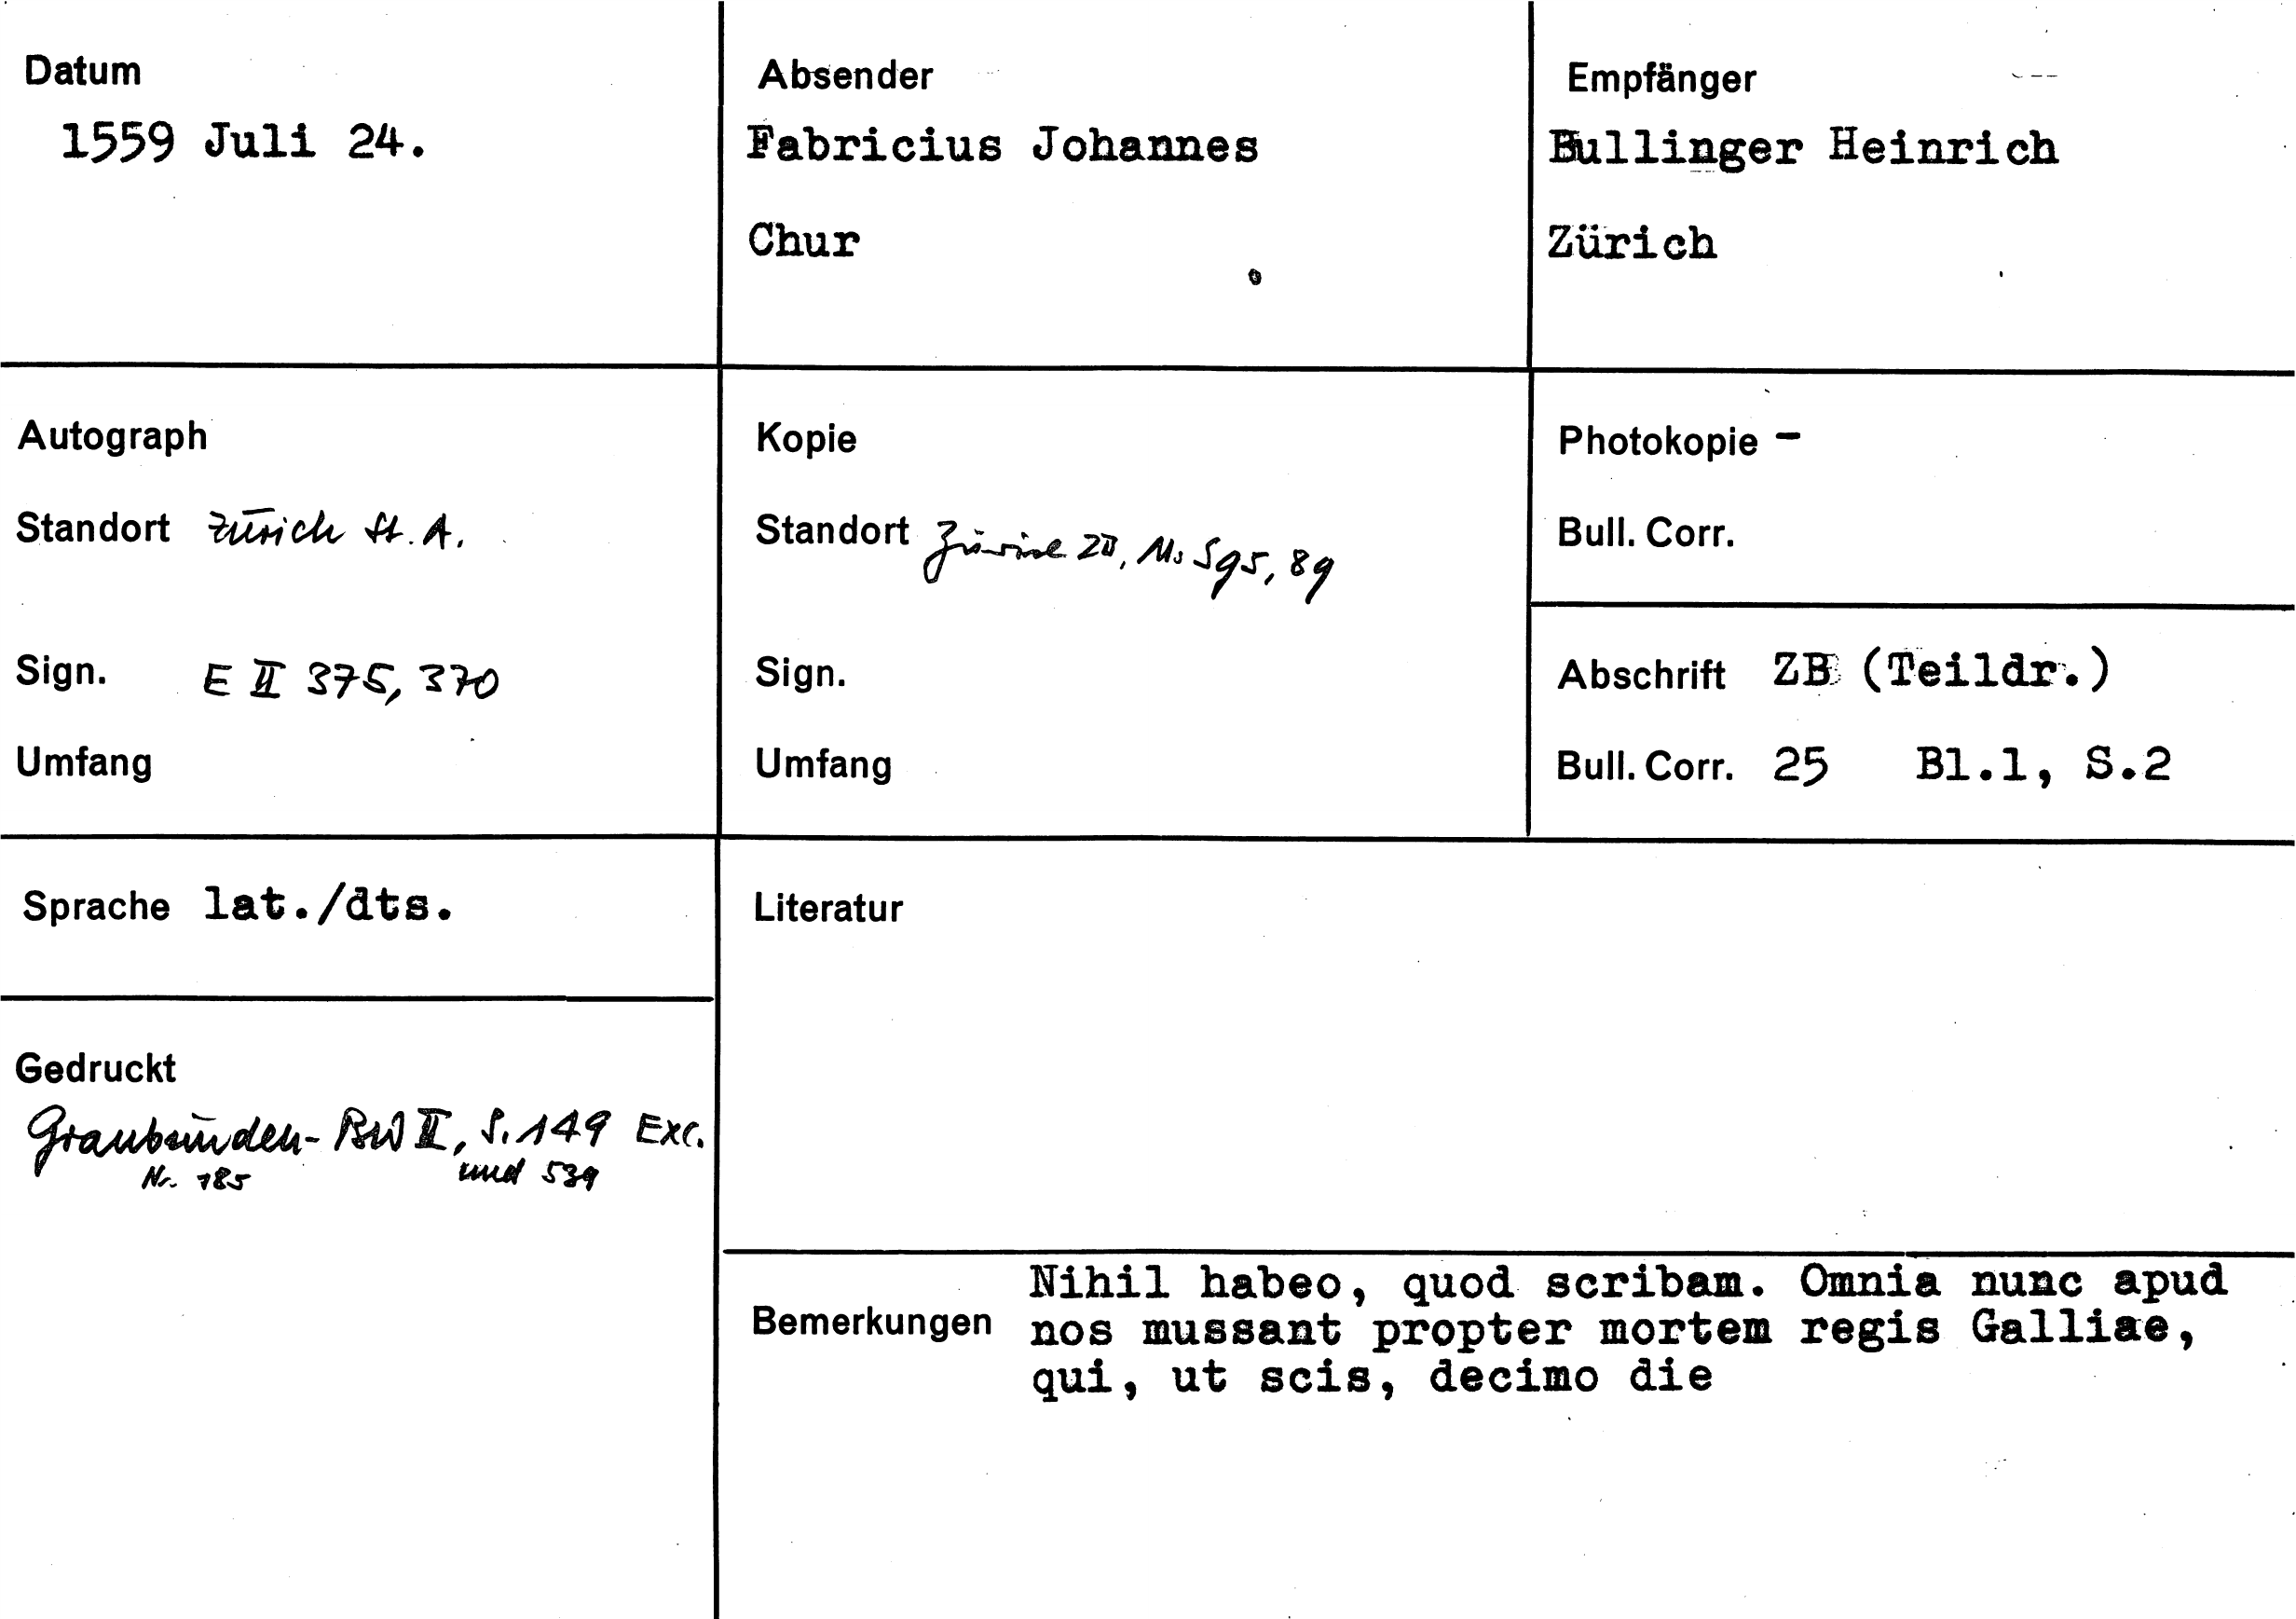 Datum
1559 Juli 24.
Absender
Fabricius Johannes
Chur
Empfänger
Bullinger Heinrich
Zürich
Autograph
Standort Zürich St. A.
Sign. E II 375, 370
Umfang
Kopie
Standort Zürich ZB, Ms S 95, 89
Sign.
Umfang
Photokopie -
Bull. Corr.
Abschrift ZB (Teildr.)
Bull. Corr. 25 Bl.1, S.2
Sprache lat./dts.
Literatur
Gedruckt
Graubünden-BW II, S. 149 Exc.
Nr. 185 und 539
Bemerkungen
Nihil habeo, quod scribam. Omnia nunc apud
nos mussant propter mortem regis Galliae,
qui, ut scis, decimo die